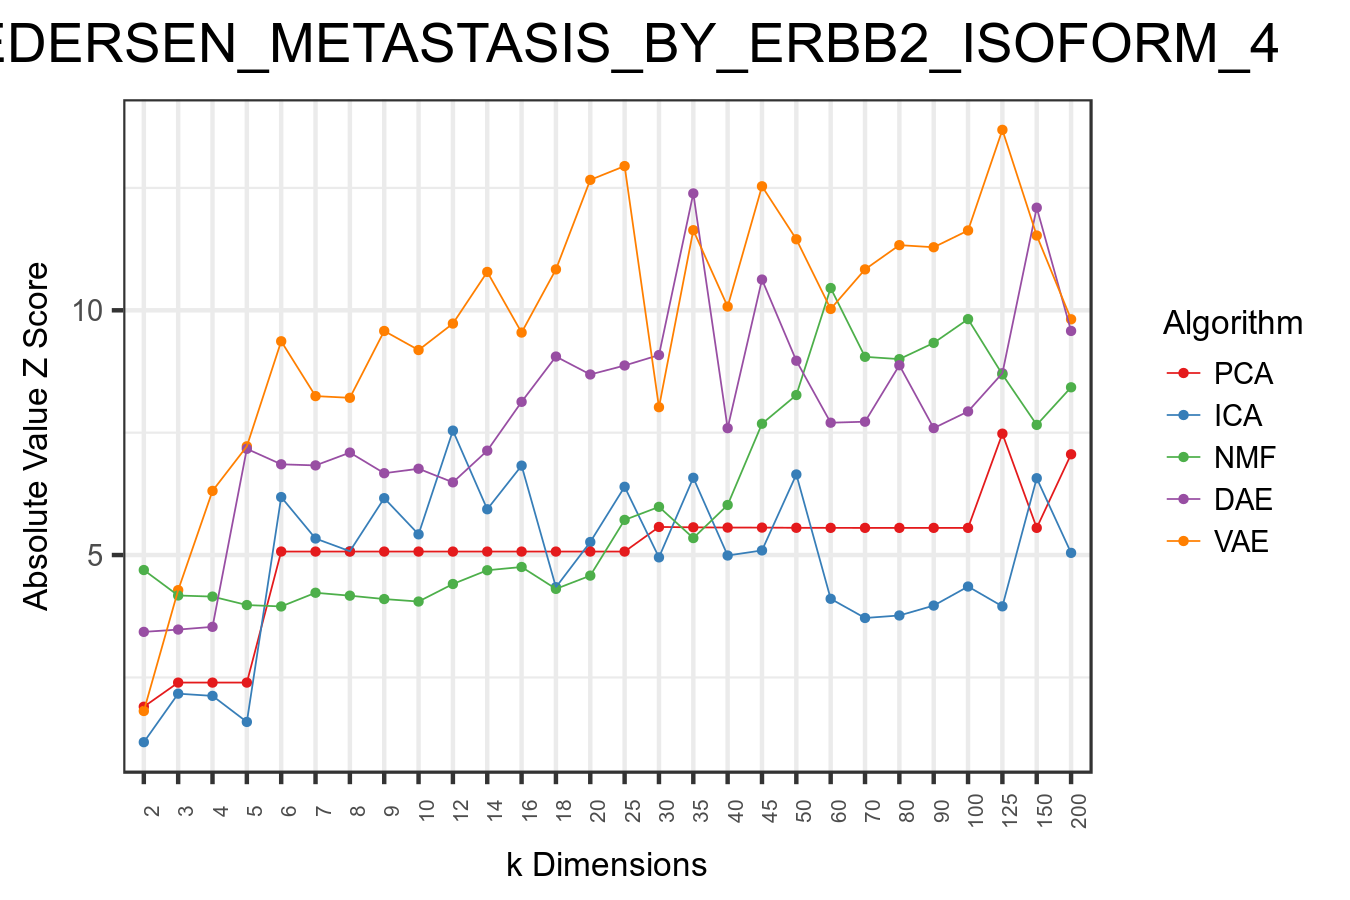 EDERSEN_METASTASIS_BY_ERBB2_ISOFORM_4
Absolute Value Z Score
10
5
2 3 4 5 6 7 8 9 10 12 14 16 18 20 25 30 35 40 45 50 60 70 80 90 100 125 150 200
k Dimensions
Algorithm
PCA
ICA
NMF
DAE
VAE